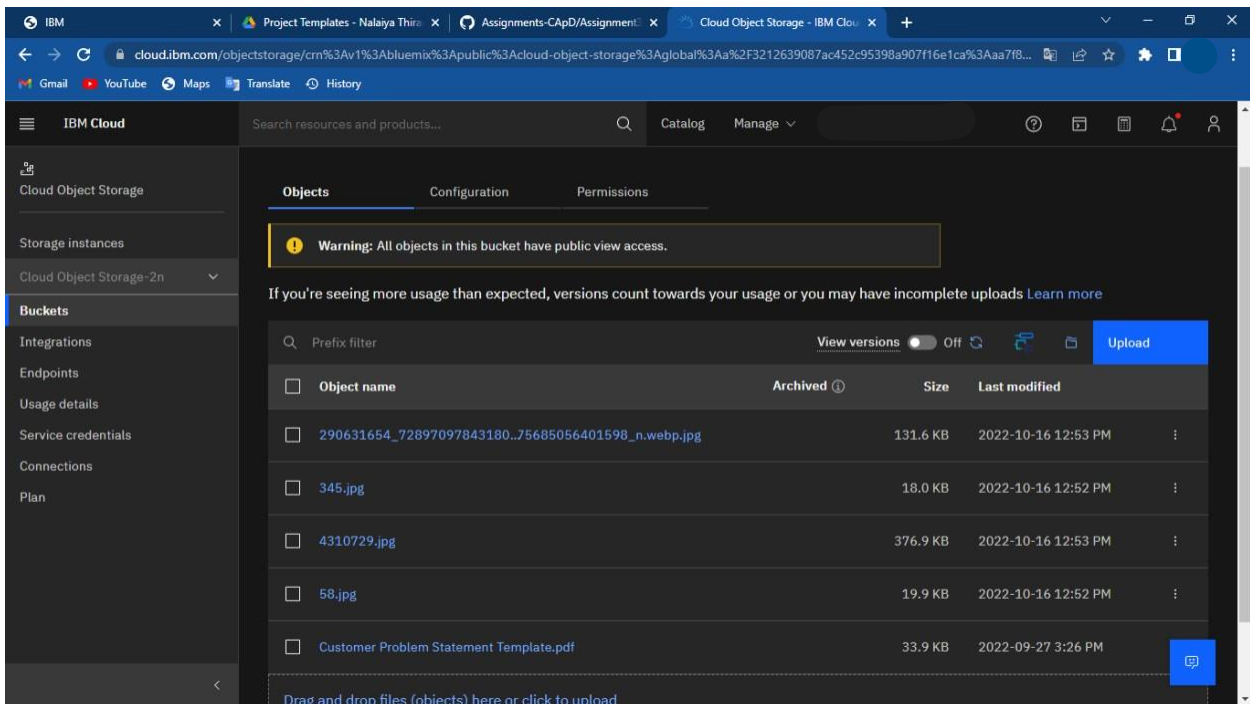 IBM
Project Templates - Nalaiya Thira
Assignments-CApD/Assignment3
Cloud Object Storage - IBM Clou
cloud.ibm.com/objectstorage/crn%3Av1%3Abluemix%3Apublic%3Acloud-object-storage%3Aglobal%3Aa%2F3212639087ac452c95398a907f16e1ca%3Aaa7f8...
Gmail YouTube Maps Translate History
IBM Cloud
Search resources and products...
Catalog Manage
Cloud Object Storage
Storage instances
Cloud Object Storage-2n
Buckets
Integrations
Endpoints
Usage details
Service credentials
Connections
Plan
Objects Configuration Permissions
Warning: All objects in this bucket have public view access.
If you're seeing more usage than expected, versions count towards your usage or you may have incomplete uploads Learn more
Prefix filter View versions Off Upload
Object name Archived Size Last modified
290631654_72897097843180..75685056401598_n.webp.jpg 131.6 KB 2022-10-16 12:53 PM
345.jpg 18.0 KB 2022-10-16 12:52 PM
4310729.jpg 376.9 KB 2022-10-16 12:53 PM
58.jpg 19.9 KB 2022-10-16 12:52 PM
Customer Problem Statement Template.pdf 33.9 KB 2022-09-27 3:26 PM
Drag and drop files (objects) here or click to upload